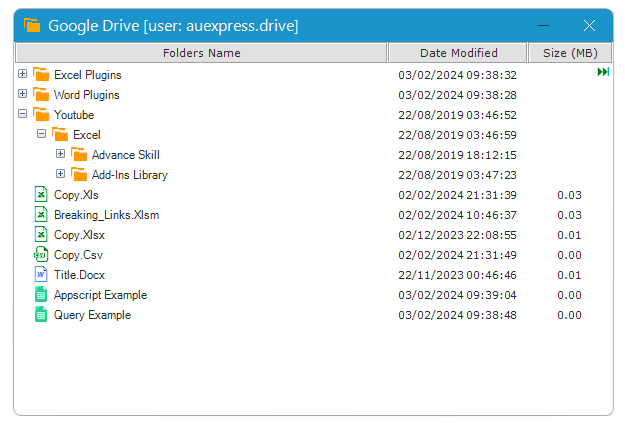 Google Drive [user: auexpress.drive]
Folders Name Date Modified Size (MB)
Excel Plugins 03/02/2024 09:38:32
Word Plugins 03/02/2024 09:38:28
Youtube 22/08/2019 03:46:52
Excel 22/08/2019 03:46:59
Advance Skill 22/08/2019 18:12:15
Add-Ins Library 22/08/2019 03:47:23
Copy.Xls 02/02/2024 21:31:39 0.03
Breaking_Links.Xlsm 02/02/2024 10:46:37 0.03
Copy.Xlsx 02/12/2023 22:08:55 0.01
Copy.Csv 02/02/2024 21:31:49 0.00
Title.Docx 22/11/2023 00:46:46 0.01
Appscript Example 03/02/2024 09:39:04 0.00
Query Example 03/02/2024 09:38:48 0.00